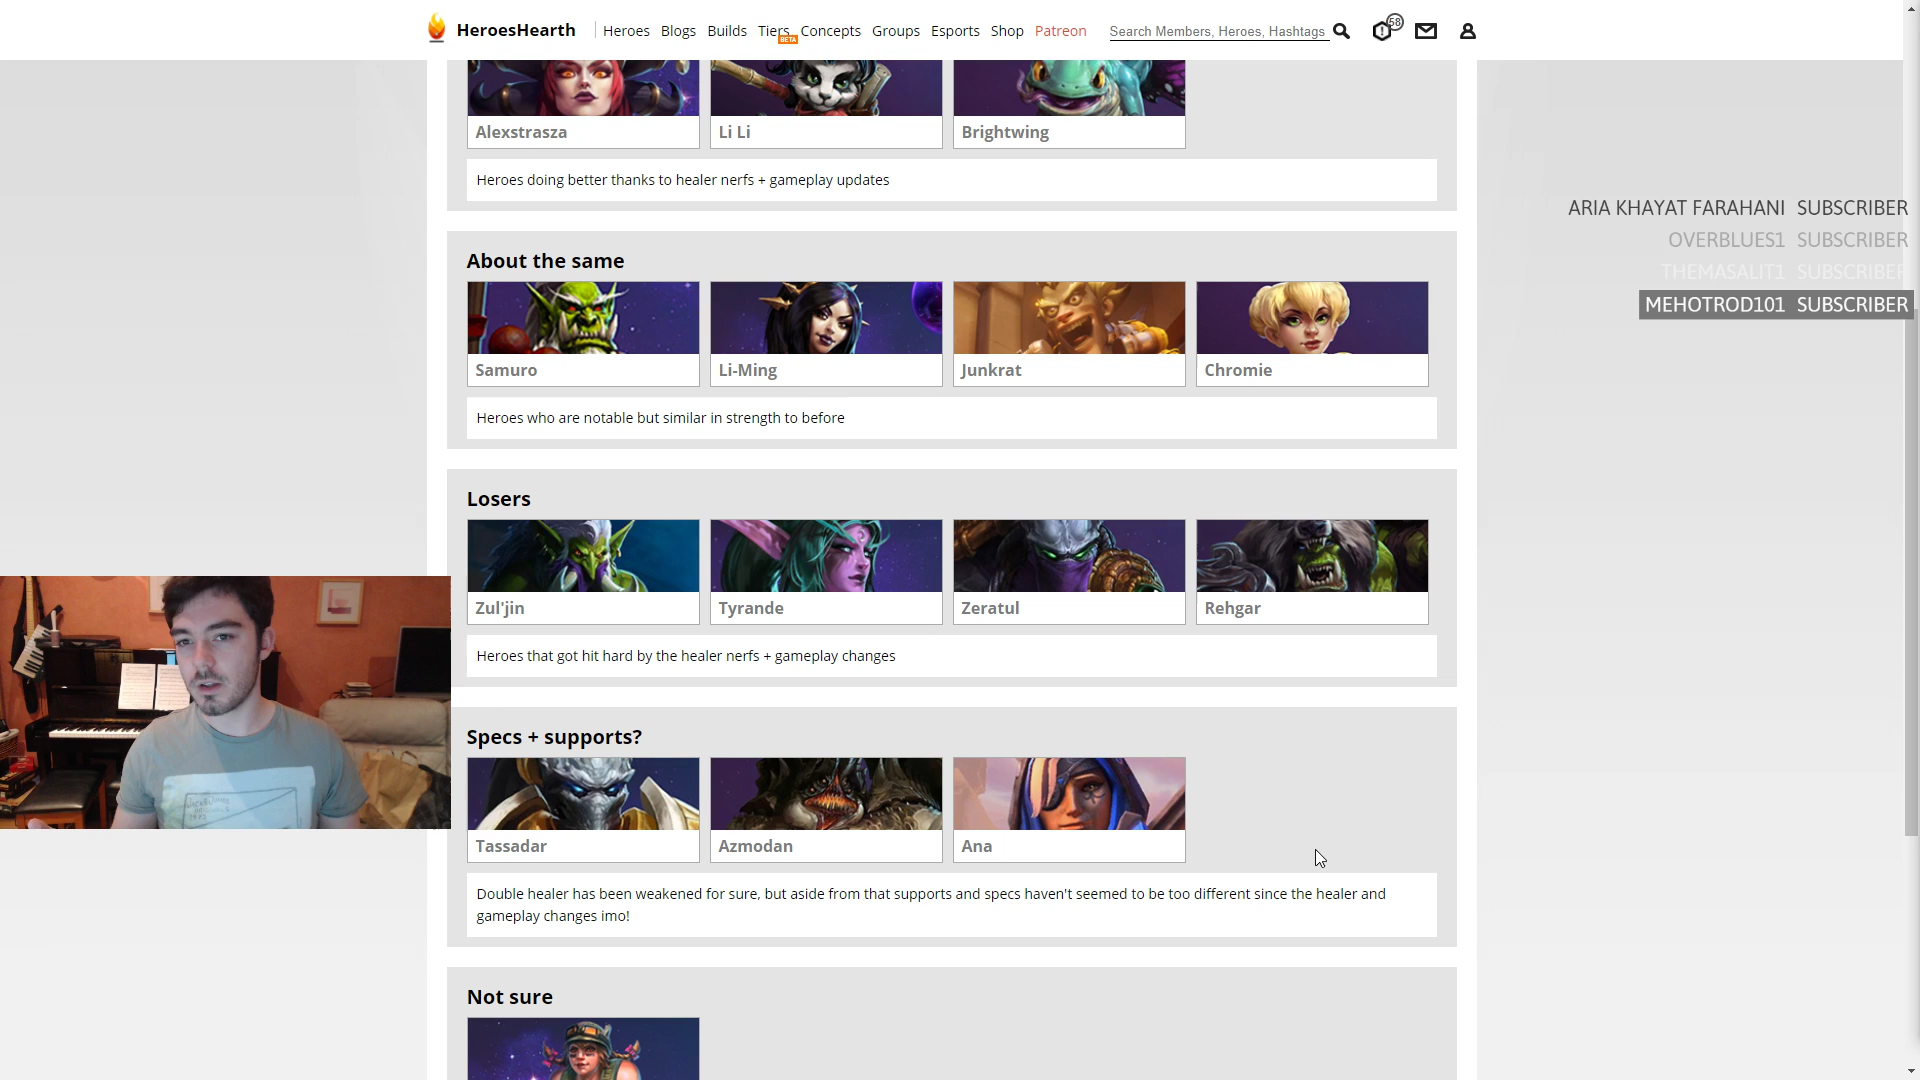 HeroesHearth Heroes Blogs Builds Tiers BETA Concepts Groups Esports Shop Patreon Search Members, Heroes, Hashtags 58
Alexstrasza Li Li Brightwing
Heroes doing better thanks to healer nerfs + gameplay updates
ARIA KHAYAT FARAHANI SUBSCRIBER
OVERBLUES1 SUBSCRIBER
THEMASALIT1 SUBSCRIBER
MEHOTROD101 SUBSCRIBER
About the same
Samuro Li-Ming Junkrat Chromie
Heroes who are notable but similar in strength to before
Losers
Zul'jin Tyrande Zeratul Rehgar
Heroes that got hit hard by the healer nerfs + gameplay changes
Specs + supports?
Tassadar Azmodan Ana
Double healer has been weakened for sure, but aside from that supports and specs haven't seemed to be too different since the healer and
gameplay changes imo!
Not sure